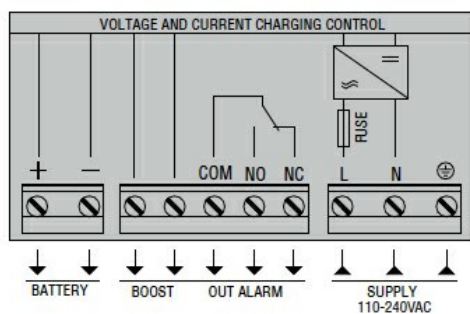 VOLTAGE AND CURRENT CHARGING CONTROL
FUSE
+ − COM NO NC L N
BATTERY BOOST OUT ALARM SUPPLY
110-240VAC